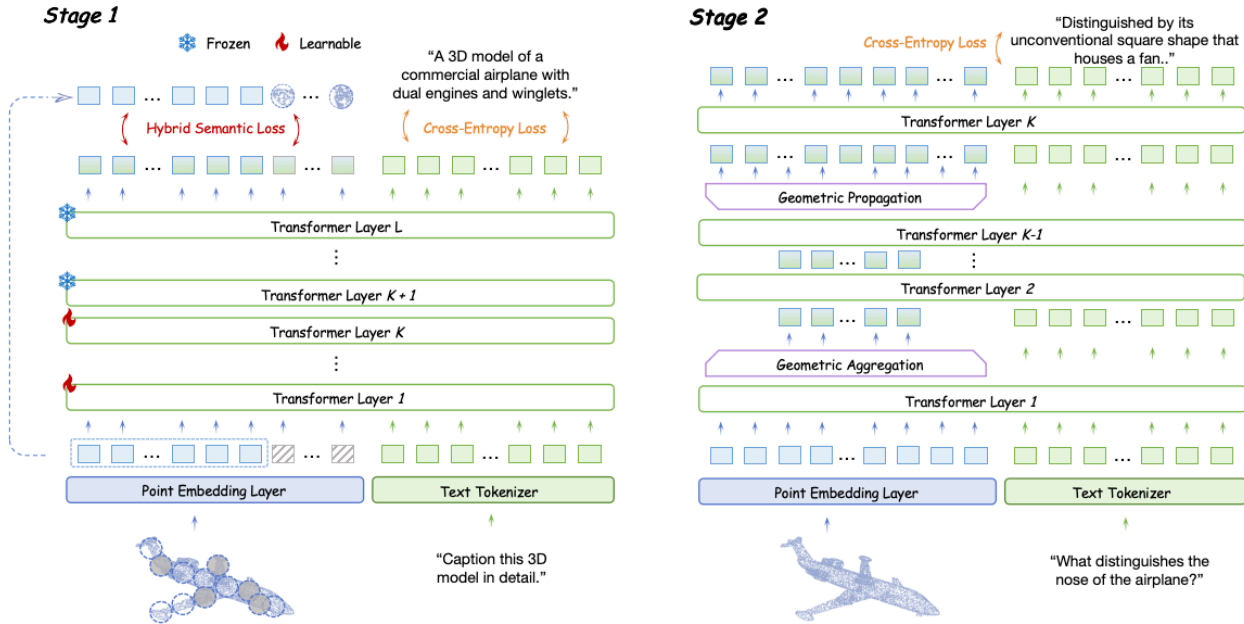 Stage 1
Frozen
Learnable
"A 3D model of a
commercial airplane with
dual engines and winglets."
...
...
Hybrid Semantic Loss
Cross-Entropy Loss
...
...
...
Transformer Layer L
⋮
Transformer Layer K + 1
Transformer Layer K
⋮
Transformer Layer 1
...
...
...
Point Embedding Layer
Text Tokenizer
"Caption this 3D
model in detail."
Stage 2
"Distinguished by its
unconventional square shape that
houses a fan.."
Cross-Entropy Loss
...
...
...
Transformer Layer K
...
...
...
Geometric Propagation
Transformer Layer K-1
...
⋮
Transformer Layer 2
...
...
Geometric Aggregation
Transformer Layer 1
...
...
Point Embedding Layer
Text Tokenizer
"What distinguishes the
nose of the airplane?"